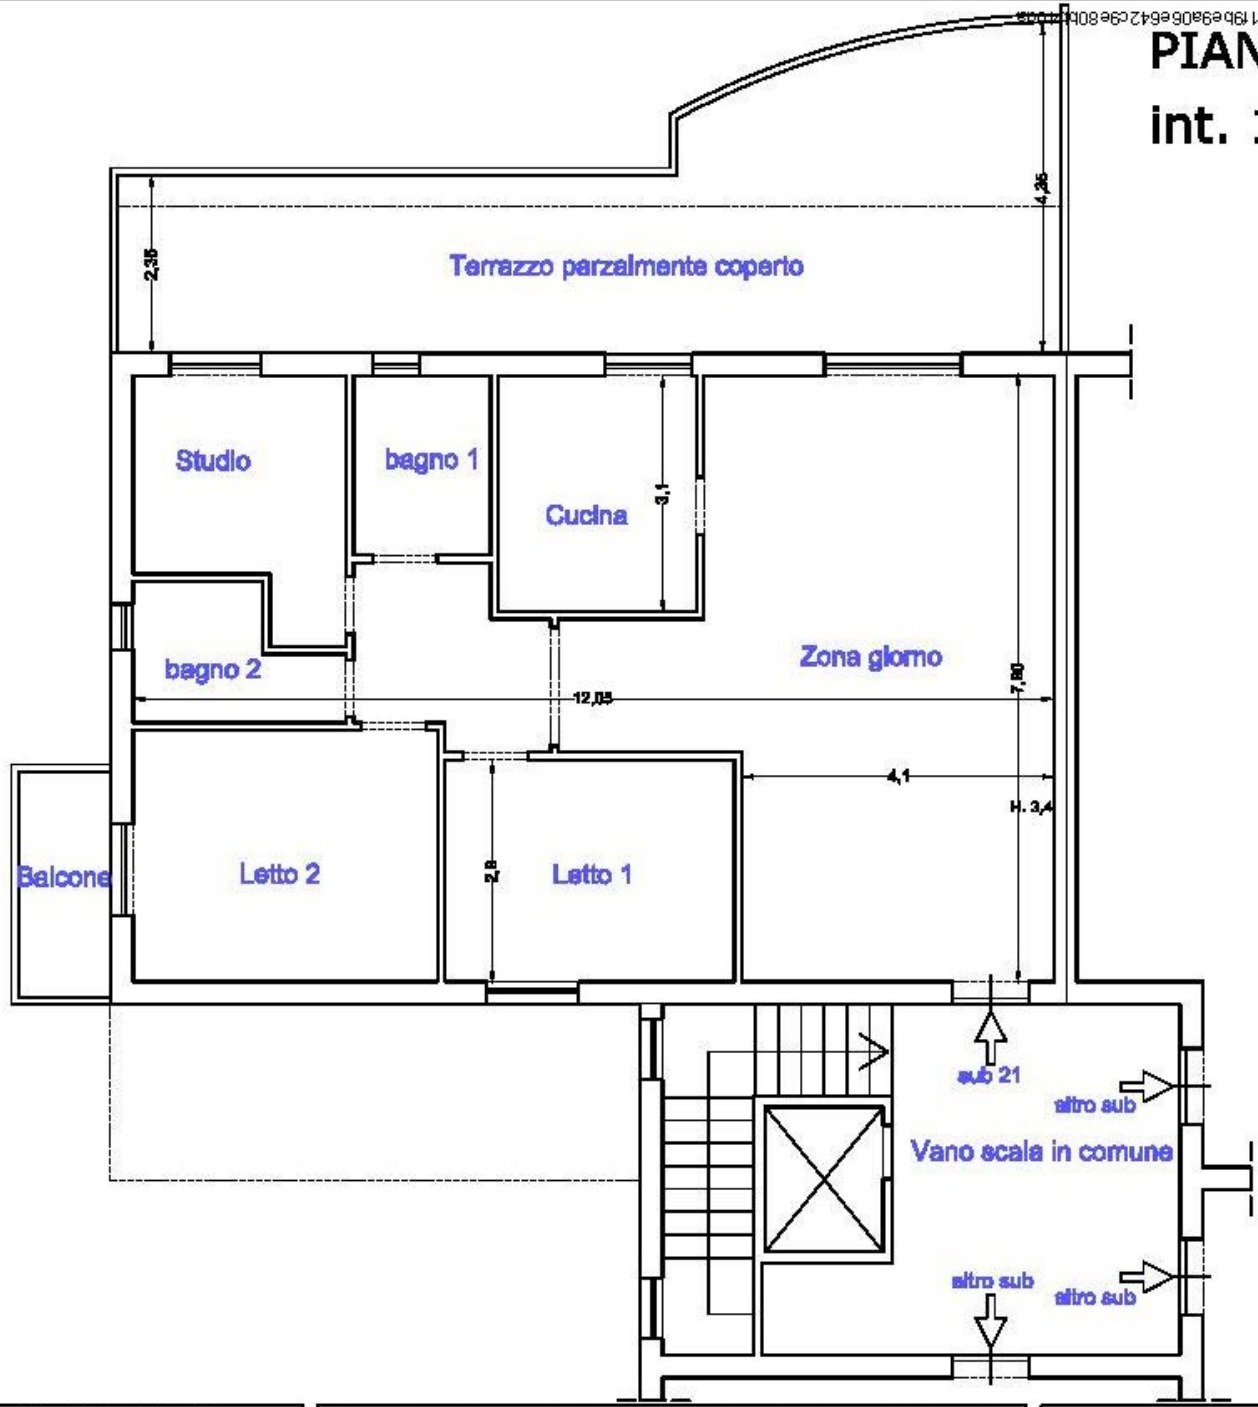 PIAN
int.
4,35
2,35
Terrazzo parzalmente coperto
Studio
bagno 1
3,1
Cucina
Zona giorno
bagno 2
7,80
12,05
4,1
H. 3,4
Balcone
Letto 2
2,8
Letto 1
sub 21
altro sub
Vano scala in comune
altro sub
altro sub